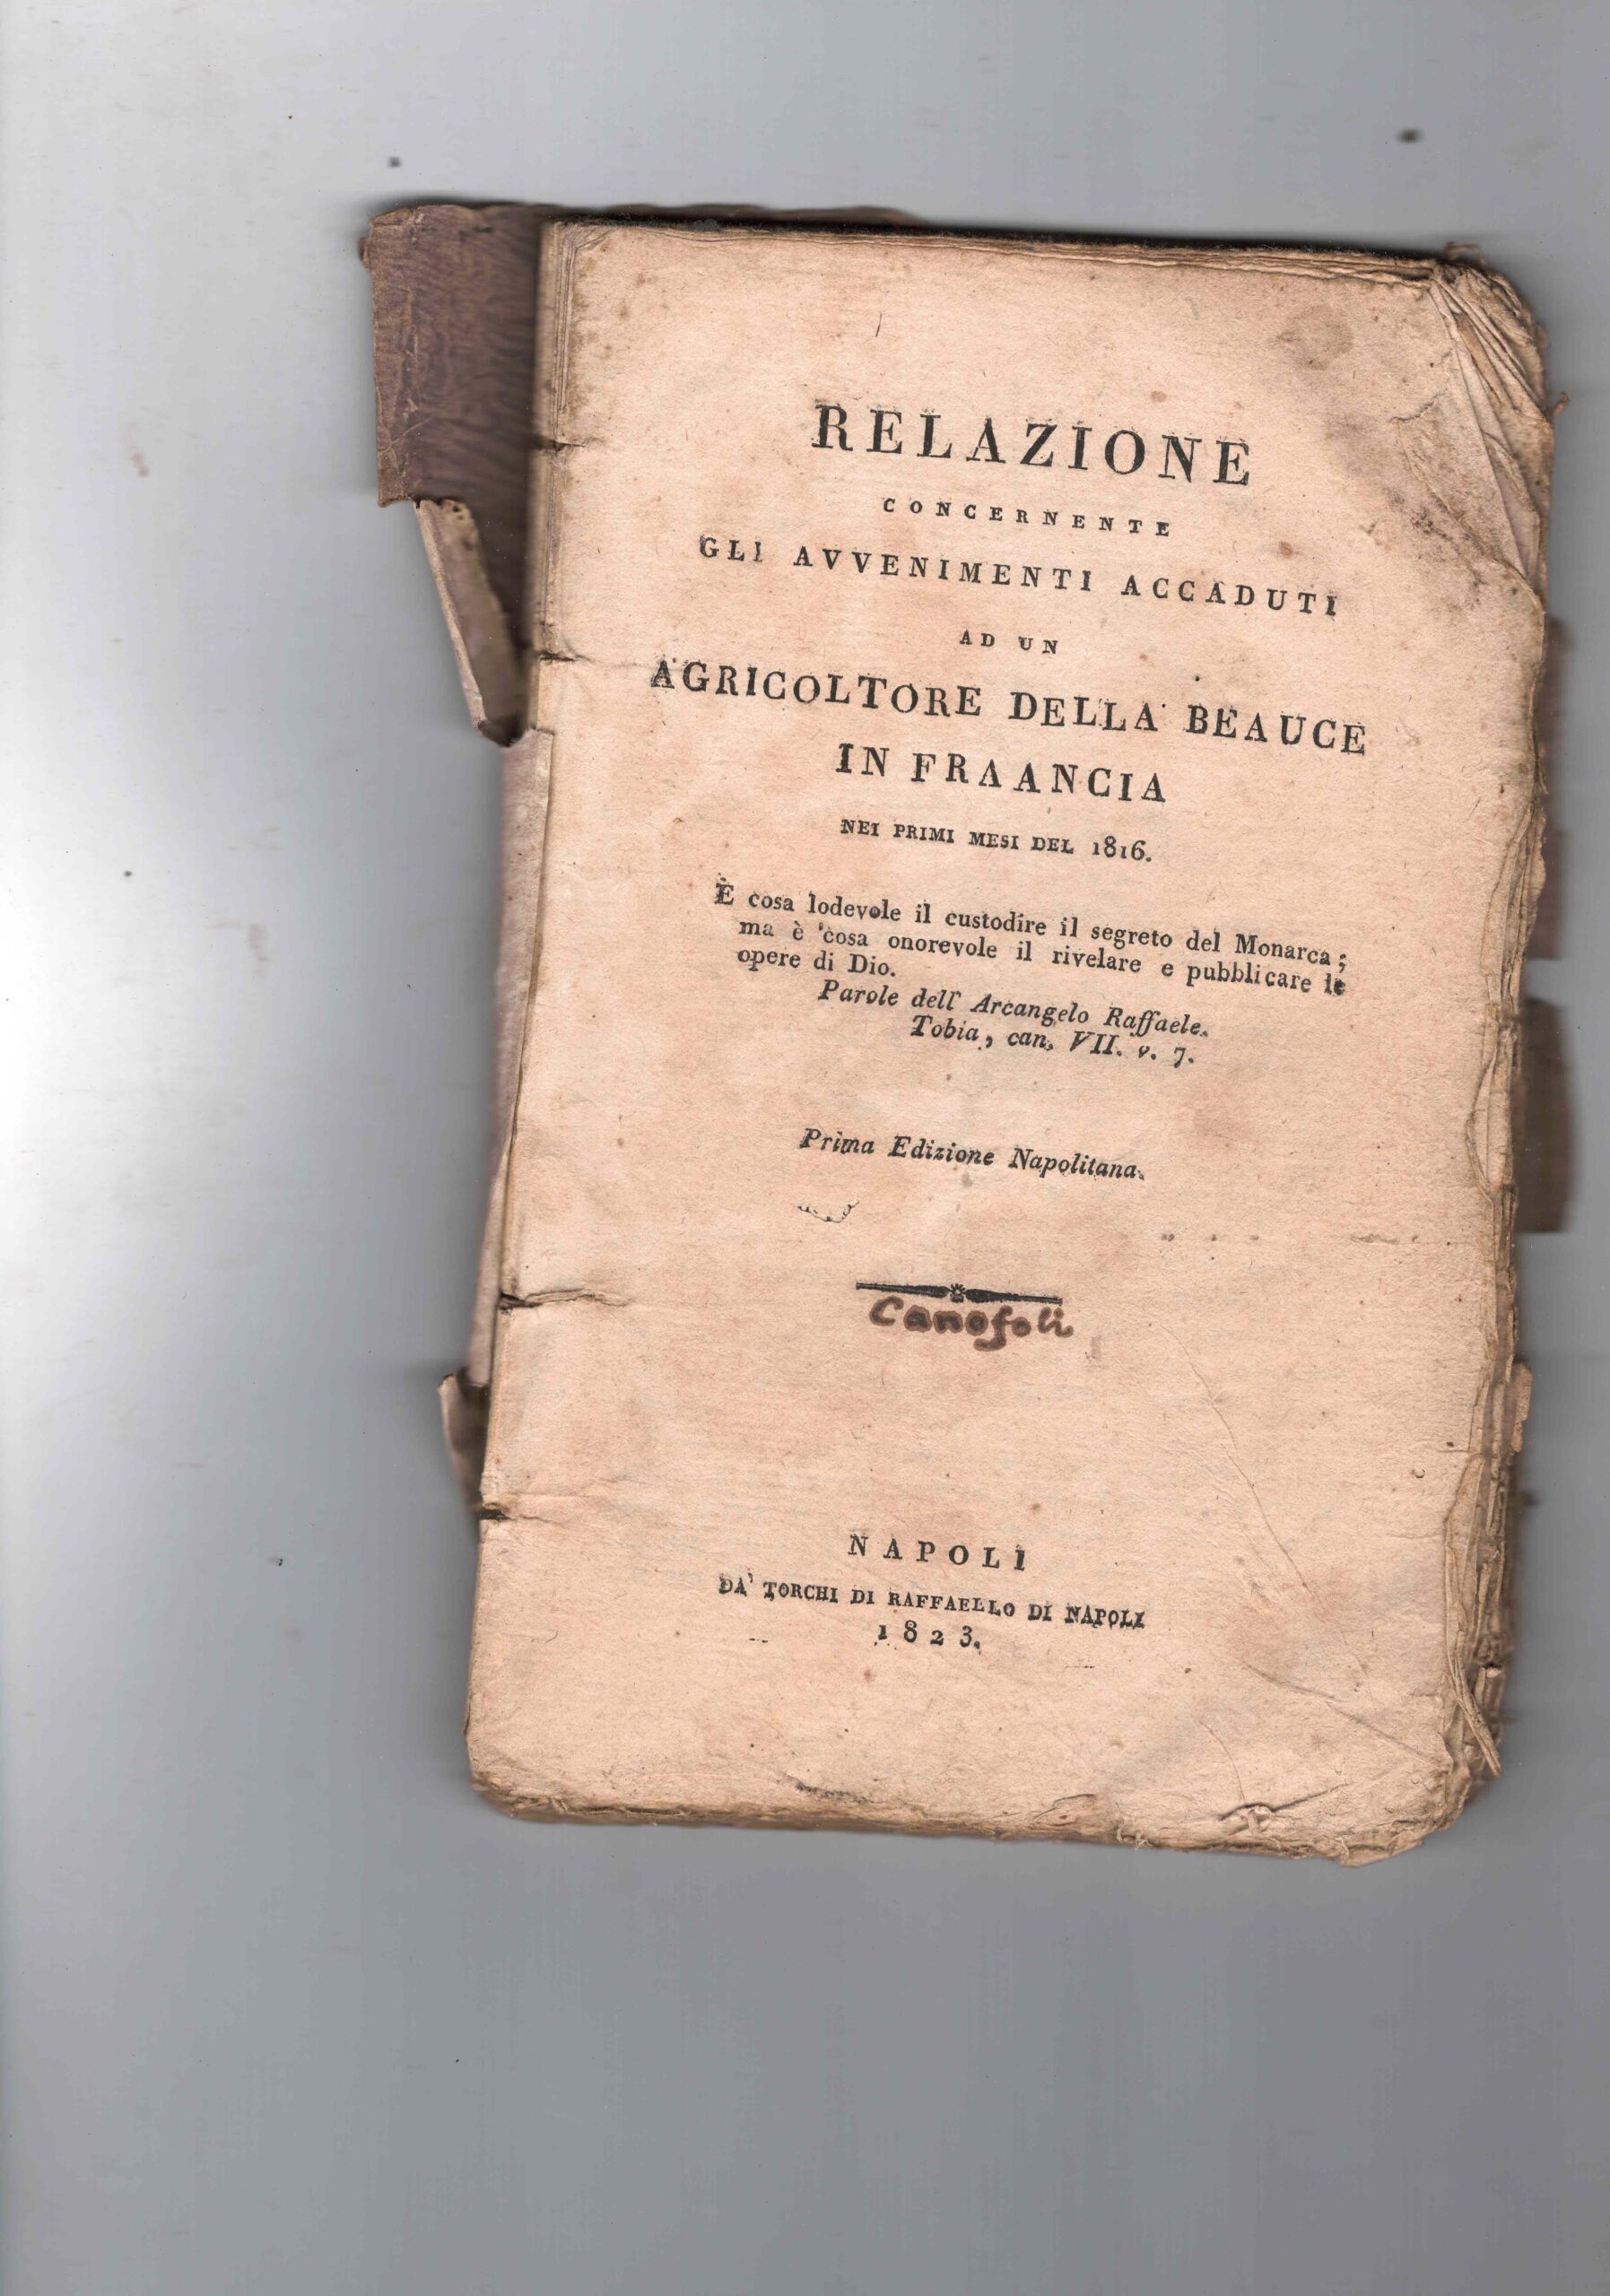 RELAZIONE
CONCERNENTE
GLI AVVENIMENTI ACCADUTI
AD UN
AGRICOLTORE DELLA BEAUCE
IN FRAANCIA
NEI PRIMI MESI DEL 1816.
È cosa lodevole il custodire il segreto del Monarca;
ma è cosa onorevole il rivelare e pubblicare le
opere di Dio.
Parole dell' Arcangelo Raffaele.
Tobia, can. VII. v. 7.
Prima Edizione Napolitana.
Canofoli
NAPOLI
DA' TORCHI DI RAFFAELLO DI NAPOLI
1823.